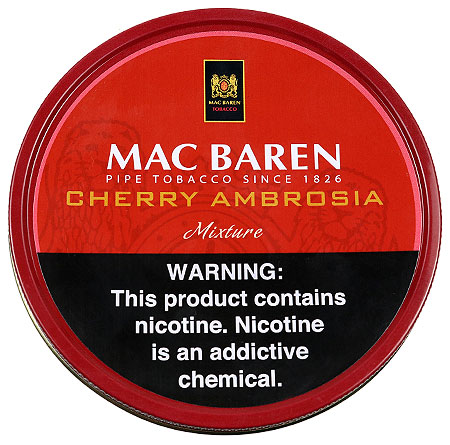 MAC BAREN
TOBACCO
MAC BAREN
PIPE TOBACCO SINCE 1826
CHERRY AMBROSIA
Mixture
WARNING:
This product contains
nicotine. Nicotine
is an addictive
chemical.